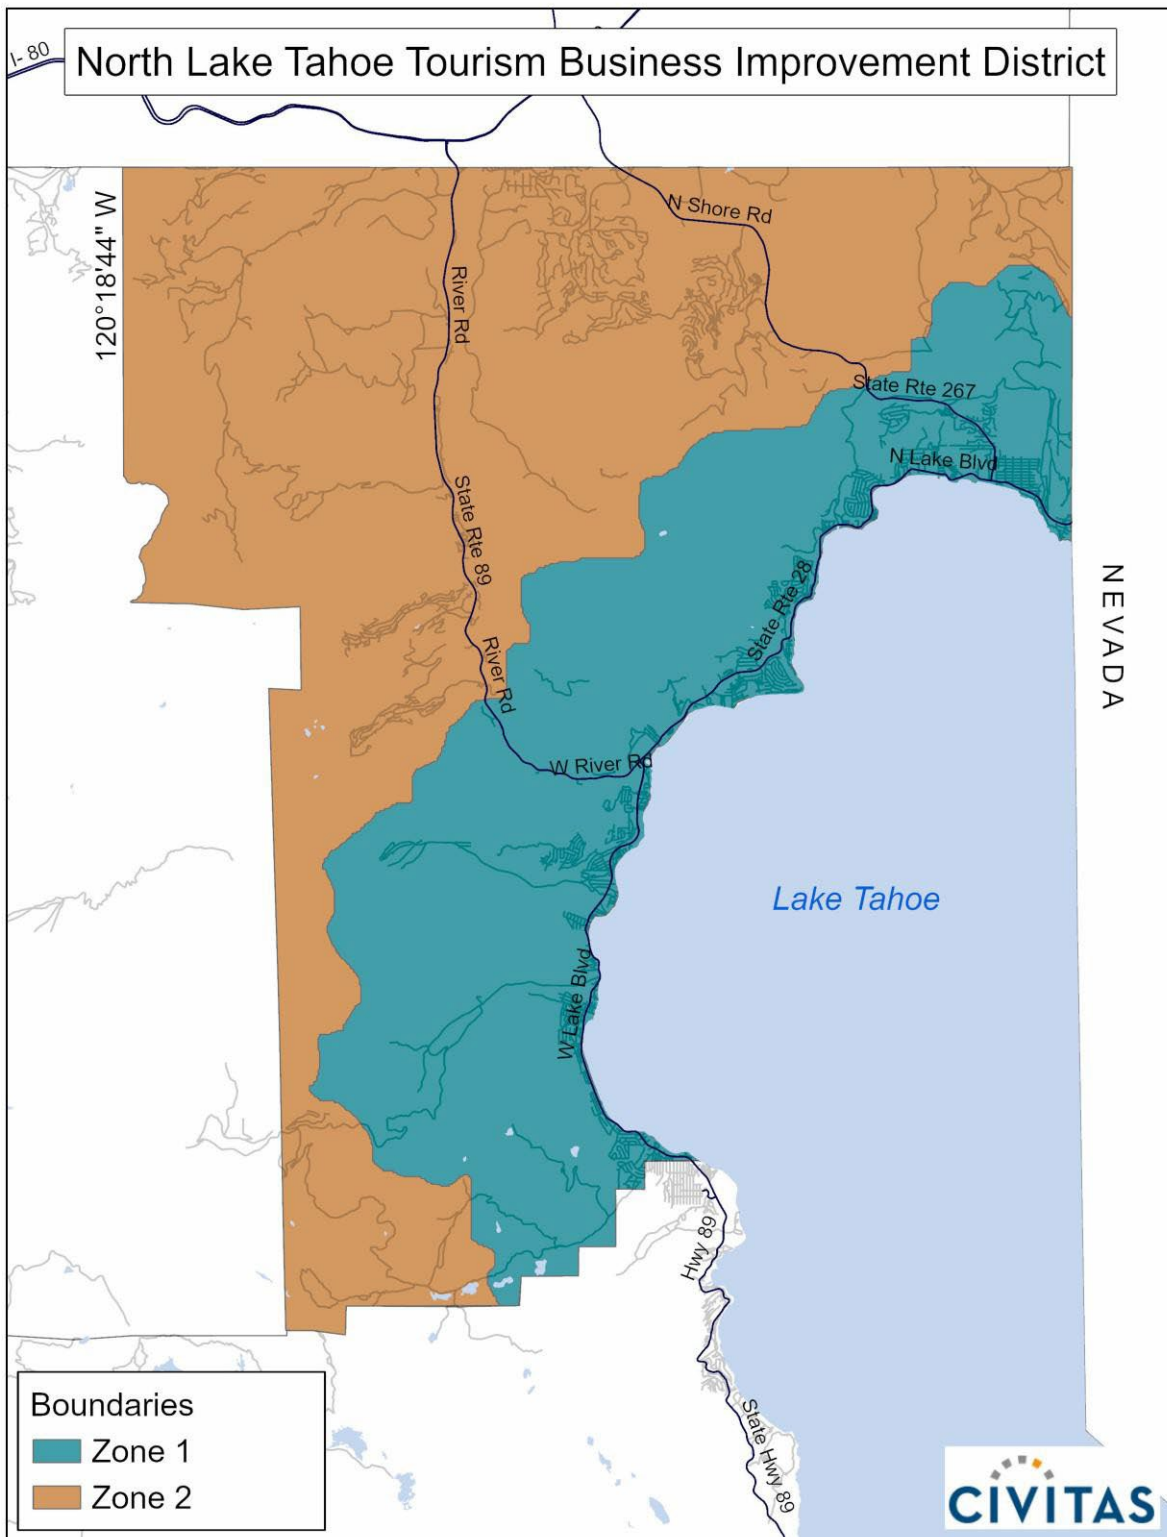 I- 80
North Lake Tahoe Tourism Business Improvement District
120°18'44" W
N Shore Rd
River Rd
State Rte 267
N Lake Blvd
State Rte 89
State Rte 28
NEVADA
River Rd
W River Rd
Lake Tahoe
W Lake Blvd
Hwy 89
Boundaries
Zone 1
Zone 2
State Hwy 89
CIVITAS